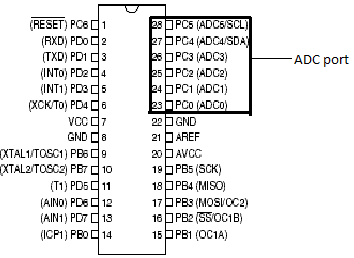 (RESET) PC6 1 28 PC5 (ADC5/SCL)
(RXD) PD0 2 27 PC4 (ADC4/SDA)
(TXD) PD1 3 26 PC3 (ADC3)
(INT0) PD2 4 25 PC2 (ADC2)
(INT1) PD3 5 24 PC1 (ADC1)
(XCK/T0) PD4 6 23 PC0 (ADC0)
VCC 7 22 GND
GND 8 21 AREF
(XTAL1/TOSC1) PB6 9 20 AVCC
(XTAL2/TOSC2) PB7 10 19 PB5 (SCK)
(T1) PD5 11 18 PB4 (MISO)
(AIN0) PD6 12 17 PB3 (MOSI/OC2)
(AIN1) PD7 13 16 PB2 (SS/OC1B)
(ICP1) PB0 14 15 PB1 (OC1A)
ADC port